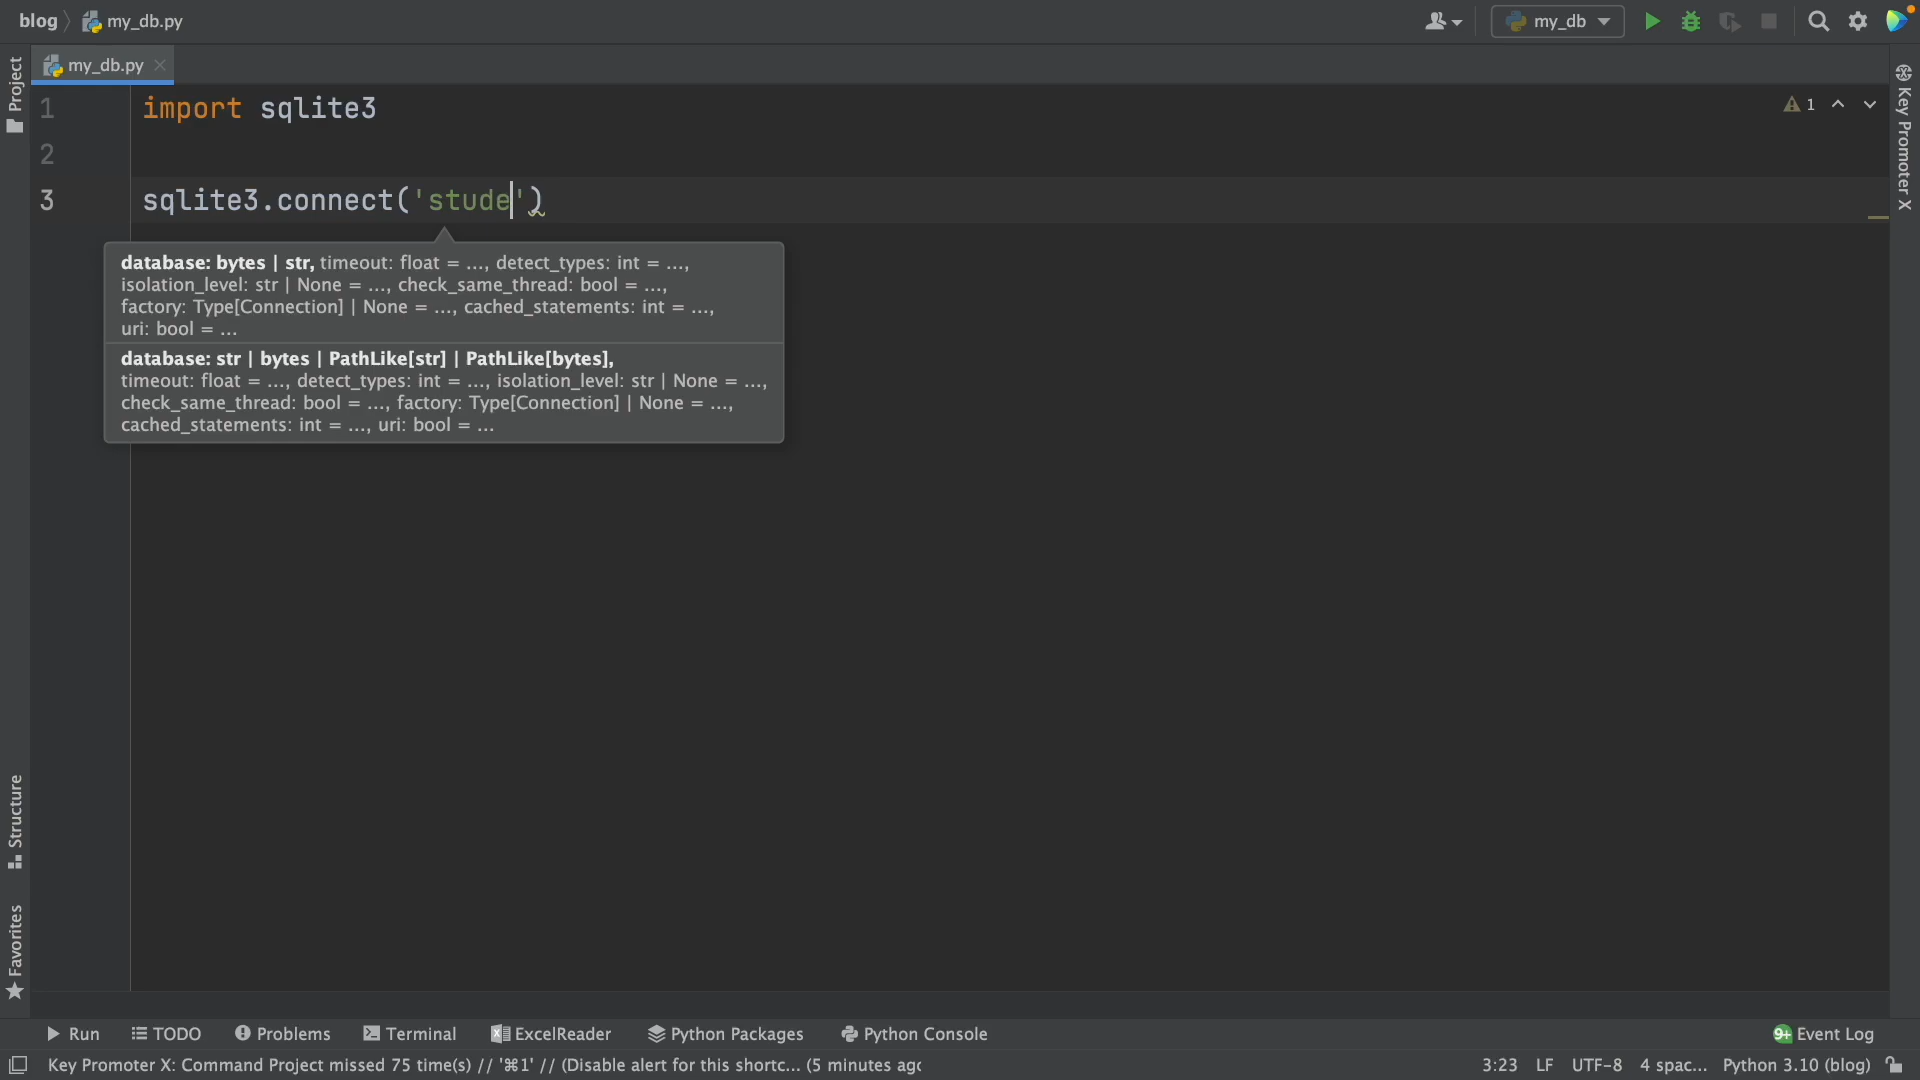 blog my_db.py
my_db
my_db.py
Project
Key Promoter X
1
1 import sqlite3
2
3 sqlite3.connect('stude')
database: bytes | str, timeout: float = ..., detect_types: int = ...,
isolation_level: str | None = ..., check_same_thread: bool = ...,
factory: Type[Connection] | None = ..., cached_statements: int = ...,
uri: bool = ...
database: str | bytes | PathLike[str] | PathLike[bytes],
timeout: float = ..., detect_types: int = ..., isolation_level: str | None = ...,
check_same_thread: bool = ..., factory: Type[Connection] | None = ...,
cached_statements: int = ..., uri: bool = ...
Structure
Favorites
Run TODO Problems Terminal ExcelReader Python Packages Python Console 9+ Event Log
Key Promoter X: Command Project missed 75 time(s) // '⌘1' // (Disable alert for this shortc... (5 minutes agc 3:23 LF UTF-8 4 spac... Python 3.10 (blog)